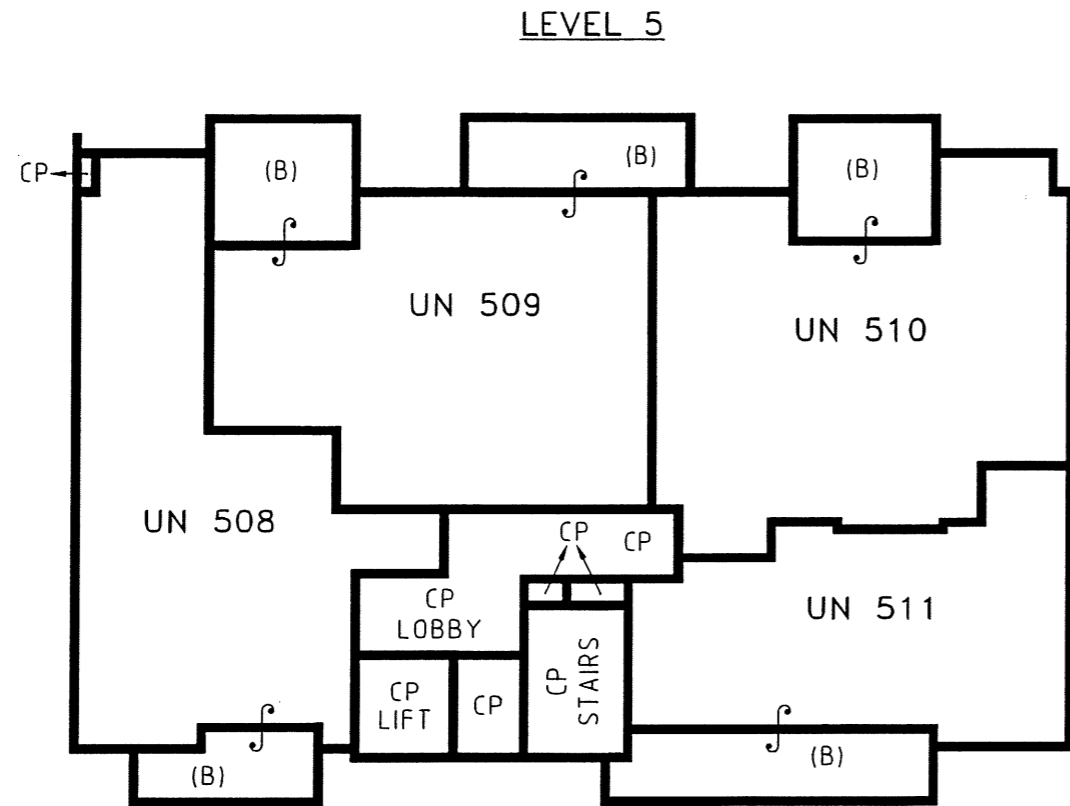 LEVEL 5
(B)
(B)
(B)
CP
UN 509
UN 510
UN 508
CP
CP
CP
LOBBY
UN 511
CP
STAIRS
CP
LIFT
CP
(B)
(B)